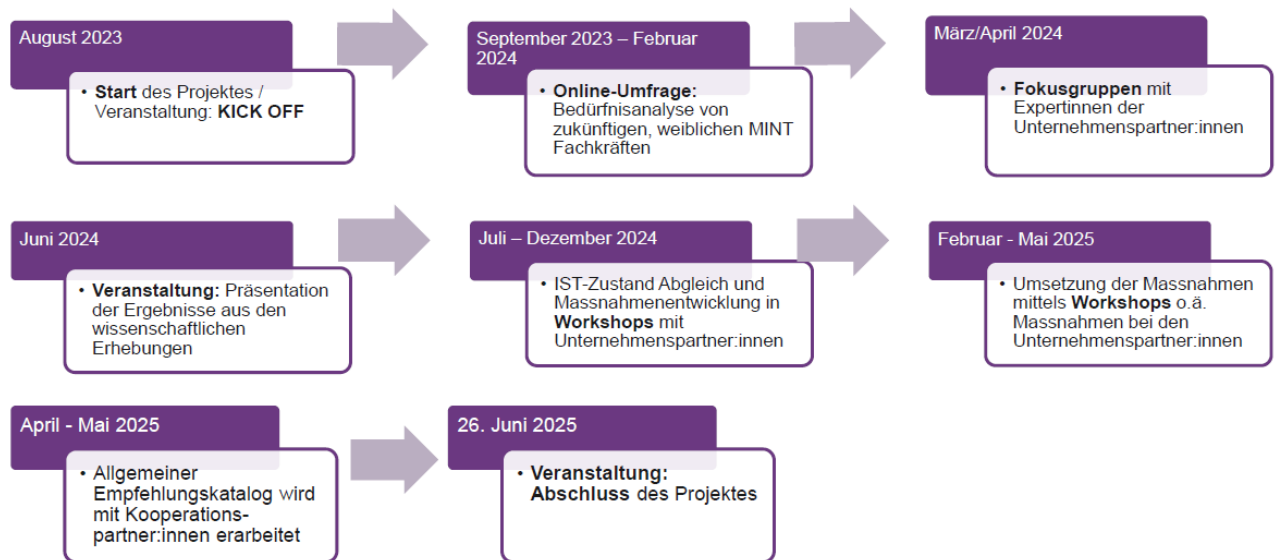 August 2023
• Start des Projektes /
Veranstaltung: KICK OFF
September 2023 – Februar
2024
• Online-Umfrage:
Bedürfnisanalyse von
zukünftigen, weiblichen MINT
Fachkräften
März/April 2024
• Fokusgruppen mit
Expertinnen der
Unternehmenspartner:innen
Juni 2024
• Veranstaltung: Präsentation
der Ergebnisse aus den
wissenschaftlichen
Erhebungen
Juli – Dezember 2024
• IST-Zustand Abgleich und
Massnahmenentwicklung in
Workshops mit
Unternehmenspartner:innen
Februar - Mai 2025
• Umsetzung der Massnahmen
mittels Workshops o.ä.
Massnahmen bei den
Unternehmenspartner:innen
April - Mai 2025
• Allgemeiner
Empfehlungskatalog wird
mit Kooperations-
partner:innen erarbeitet
26. Juni 2025
• Veranstaltung:
Abschluss des Projektes